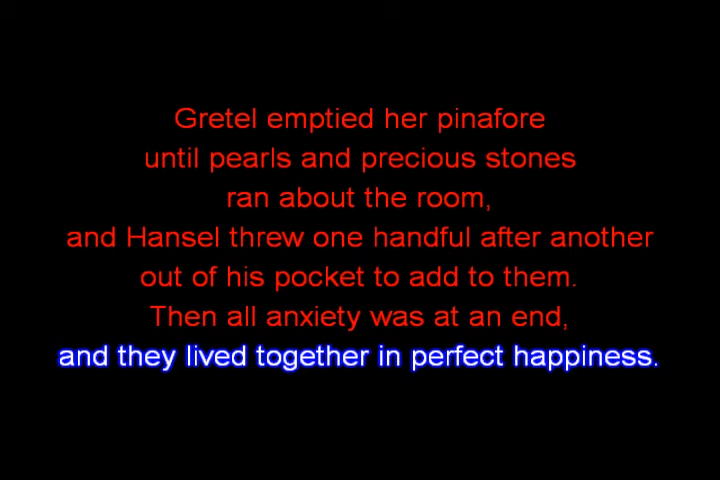 Gretel emptied her pinafore
until pearls and precious stones
ran about the room,
and Hansel threw one handful after another
out of his pocket to add to them.
Then all anxiety was at an end,
and they lived together in perfect happiness.